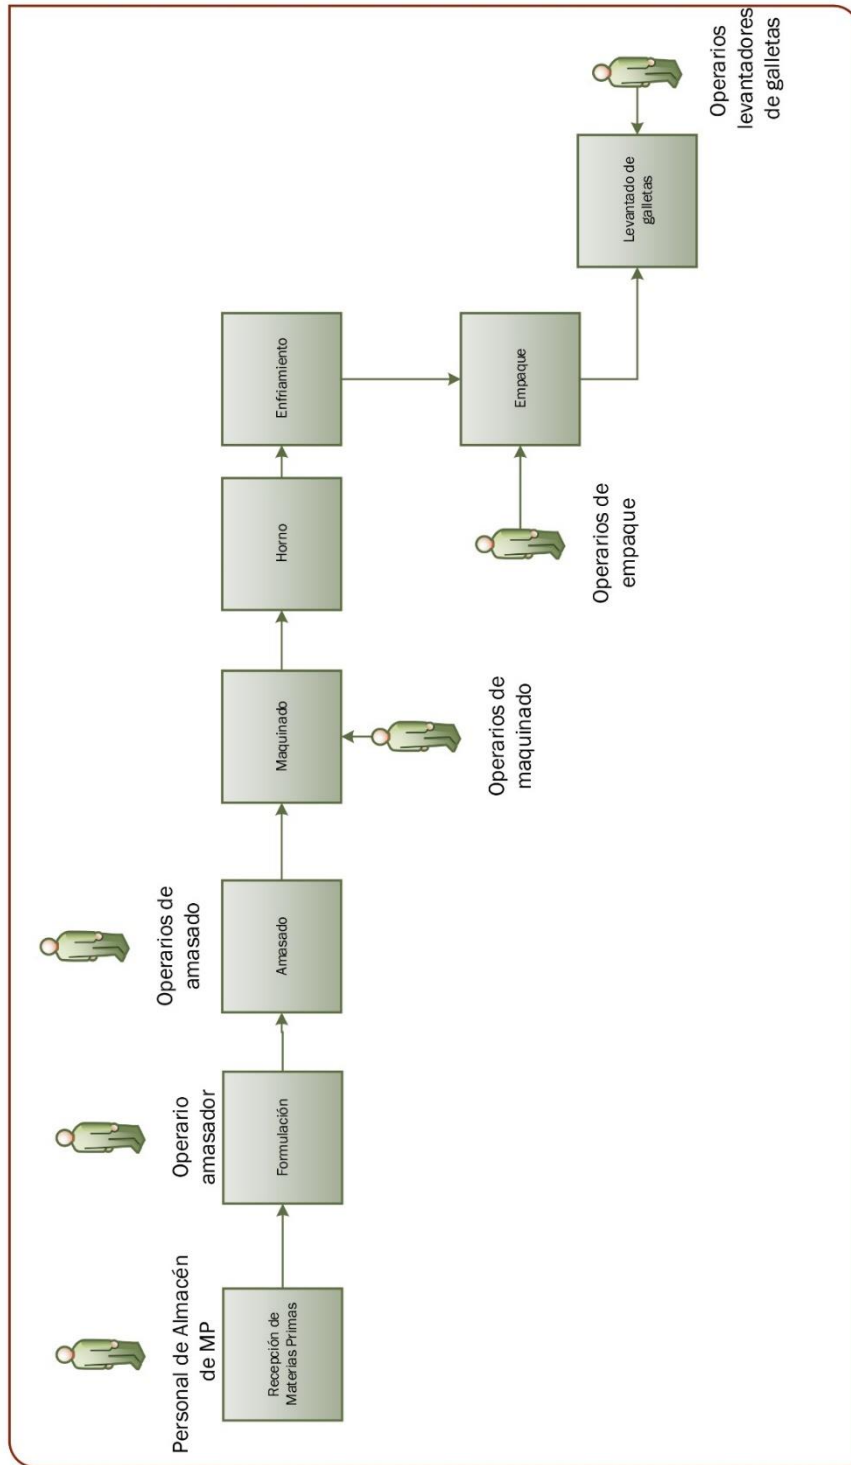 Personal de Almacén
de MP
Recepción de
Materias Primas
Operario
amasador
Formulación
Operarios de
amasado
Amasado
Maquinado
Operarios de
maquinado
Horno
Enfriamiento
Operarios de
empaque
Empaque
Levantado de
galletas
Operarios
levantadores
de galletas